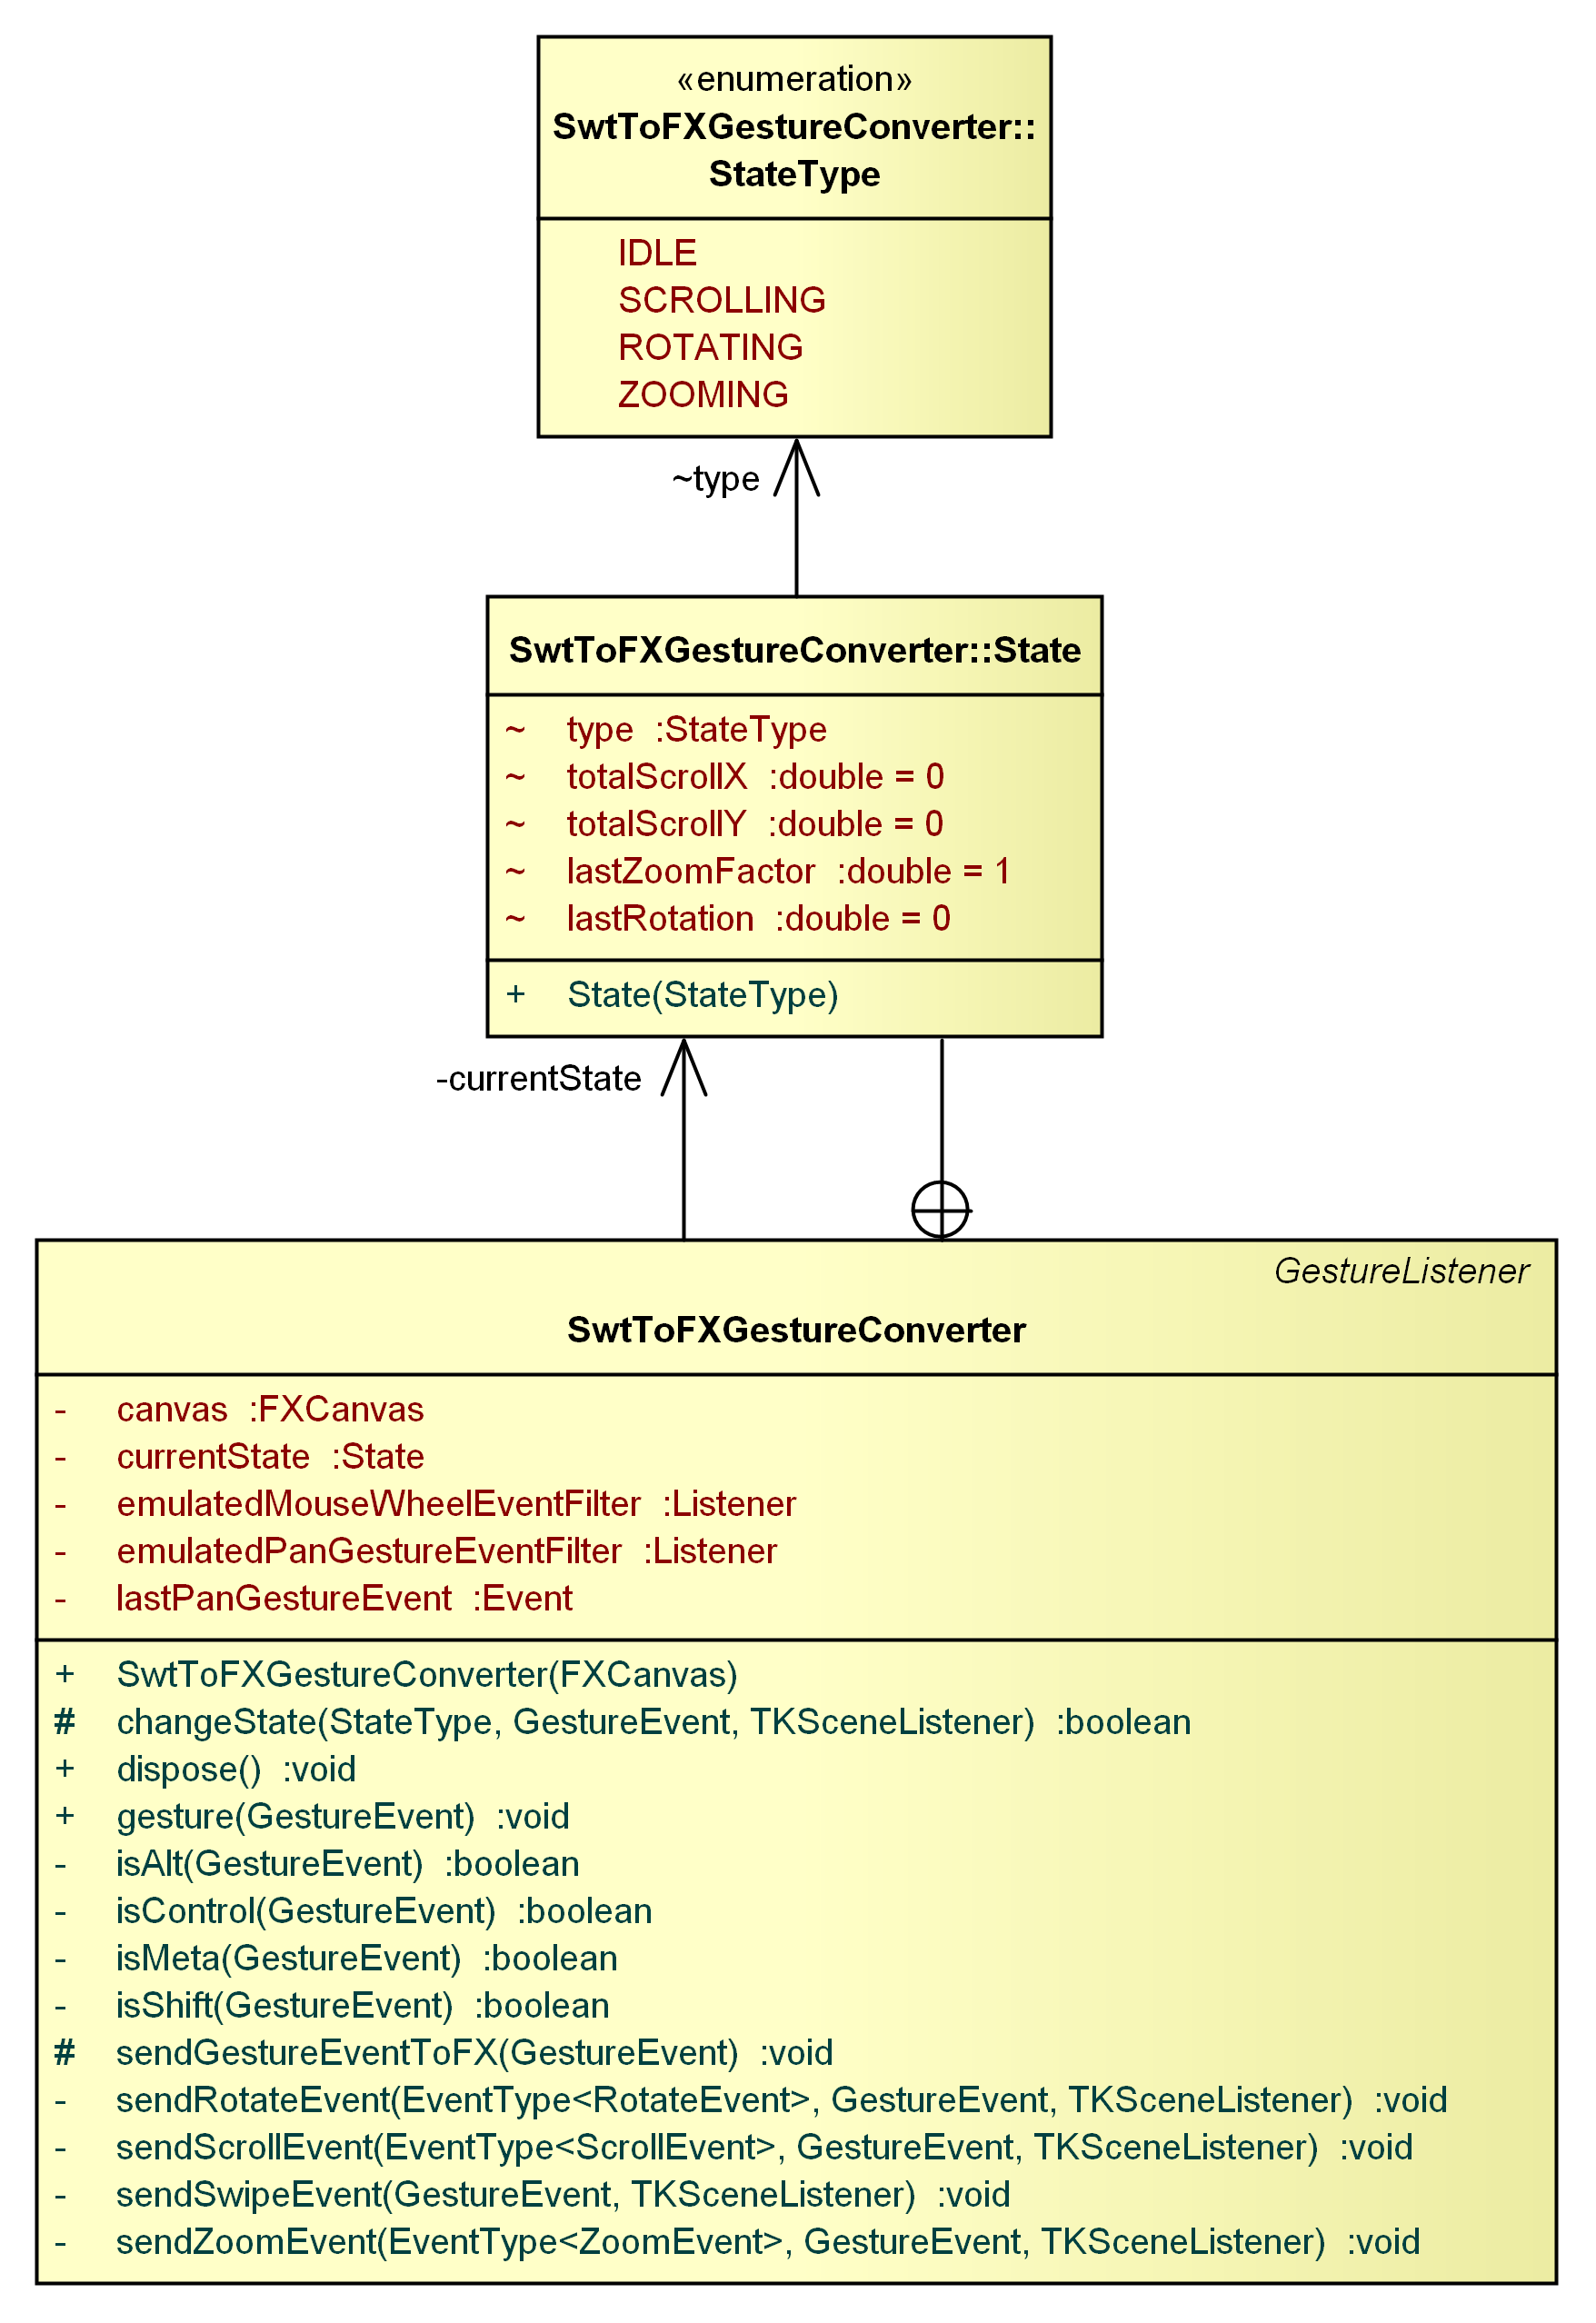 «enumeration»
SwtToFXGestureConverter::
StateType
IDLE
SCROLLING
ROTATING
ZOOMING
~type
SwtToFXGestureConverter::State
~ type :StateType
~ totalScrollX :double = 0
~ totalScrollY :double = 0
~ lastZoomFactor :double = 1
~ lastRotation :double = 0
+ State(StateType)
-currentState
GestureListener
SwtToFXGestureConverter
- canvas :FXCanvas
- currentState :State
- emulatedMouseWheelEventFilter :Listener
- emulatedPanGestureEventFilter :Listener
- lastPanGestureEvent :Event
+ SwtToFXGestureConverter(FXCanvas)
# changeState(StateType, GestureEvent, TKSceneListener) :boolean
+ dispose() :void
+ gesture(GestureEvent) :void
- isAlt(GestureEvent) :boolean
- isControl(GestureEvent) :boolean
- isMeta(GestureEvent) :boolean
- isShift(GestureEvent) :boolean
# sendGestureEventToFX(GestureEvent) :void
- sendRotateEvent(EventType<RotateEvent>, GestureEvent, TKSceneListener) :void
- sendScrollEvent(EventType<ScrollEvent>, GestureEvent, TKSceneListener) :void
- sendSwipeEvent(GestureEvent, TKSceneListener) :void
- sendZoomEvent(EventType<ZoomEvent>, GestureEvent, TKSceneListener) :void